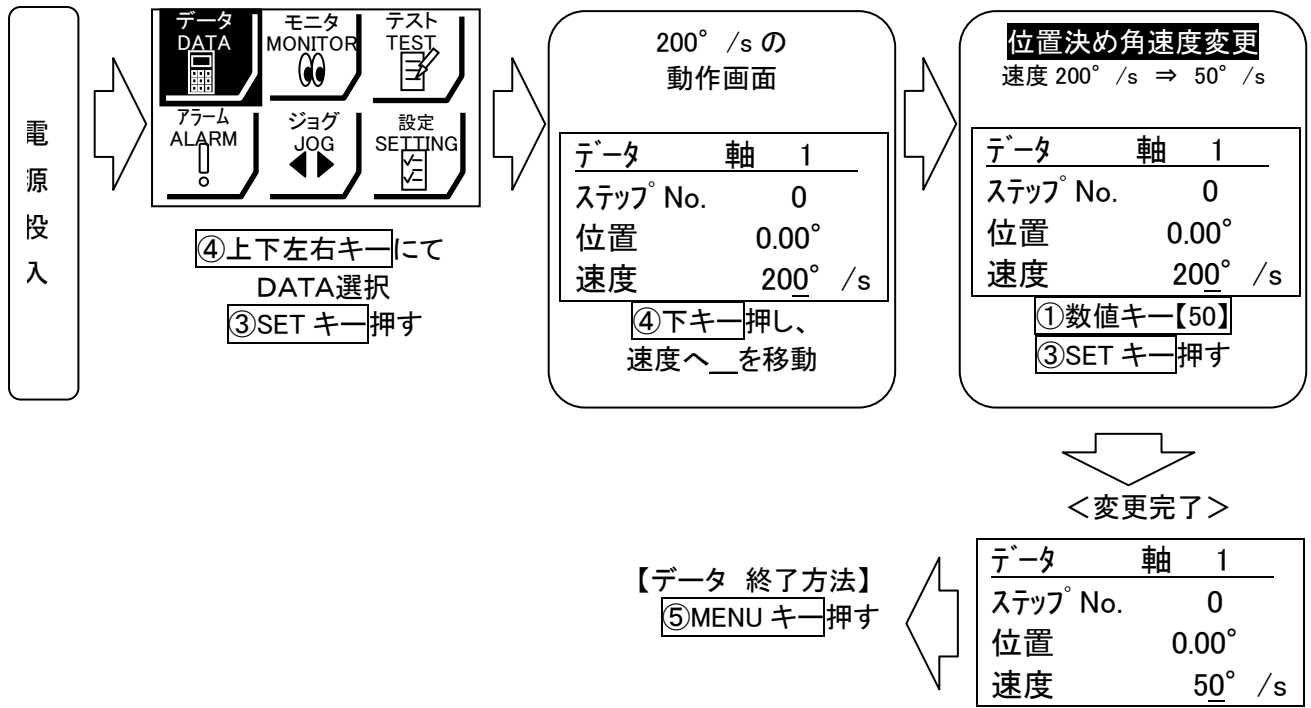 電源投入
データ
DATA
モニタ
MONITOR
テスト
TEST
アラーム
ALARM
ジョグ
JOG
設定
SETTING
④上下左右キーにて
DATA選択
③SET キー押す
200° /s の
動作画面
ﾃﾞｰﾀ 軸 1
ｽﾃｯﾌﾟ No. 0
位置 0.00°
速度 200° /s
④下キー押し、
速度へ__を移動
位置決め角速度変更
速度 200° /s ⇒ 50° /s
ﾃﾞｰﾀ 軸 1
ｽﾃｯﾌﾟ No. 0
位置 0.00°
速度 200° /s
①数値キー【50】
③SET キー押す
＜変更完了＞
ﾃﾞｰﾀ 軸 1
ｽﾃｯﾌﾟ No. 0
位置 0.00°
速度 50° /s
【データ 終了方法】
⑤MENU キー押す